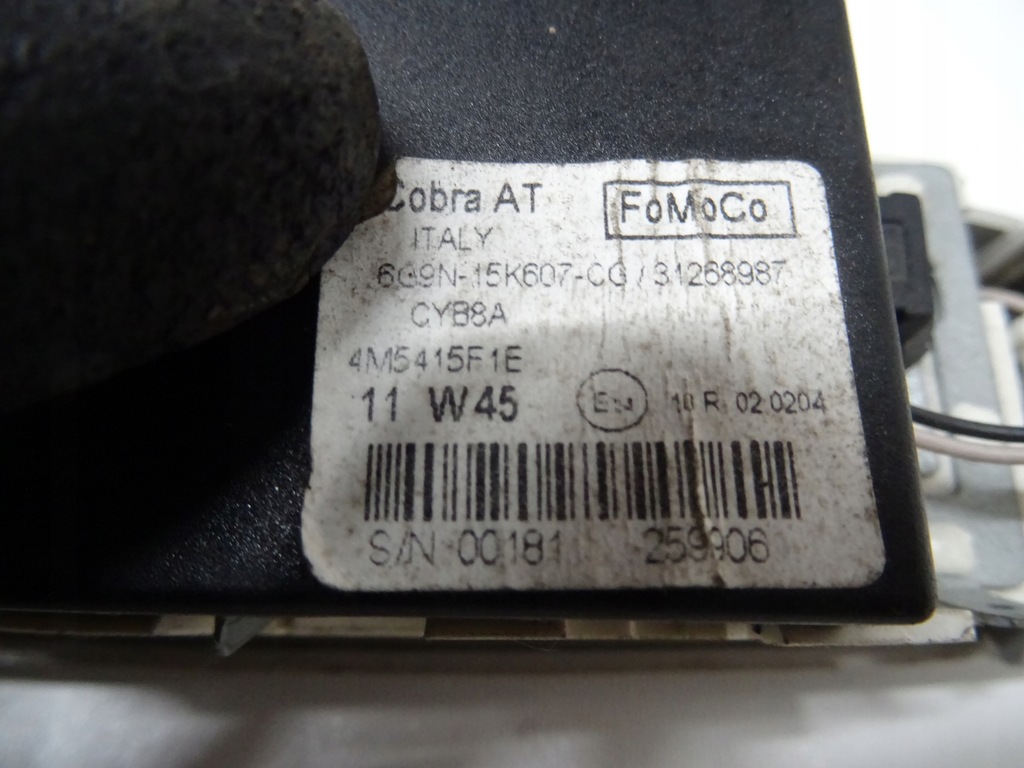 Cobra AT FoMoCo
ITALY
6G9N-15K607-CG / 31268987
CYB8A
4M5415F1E
11 W45 10 R 02 0204
S/N 00181 259906